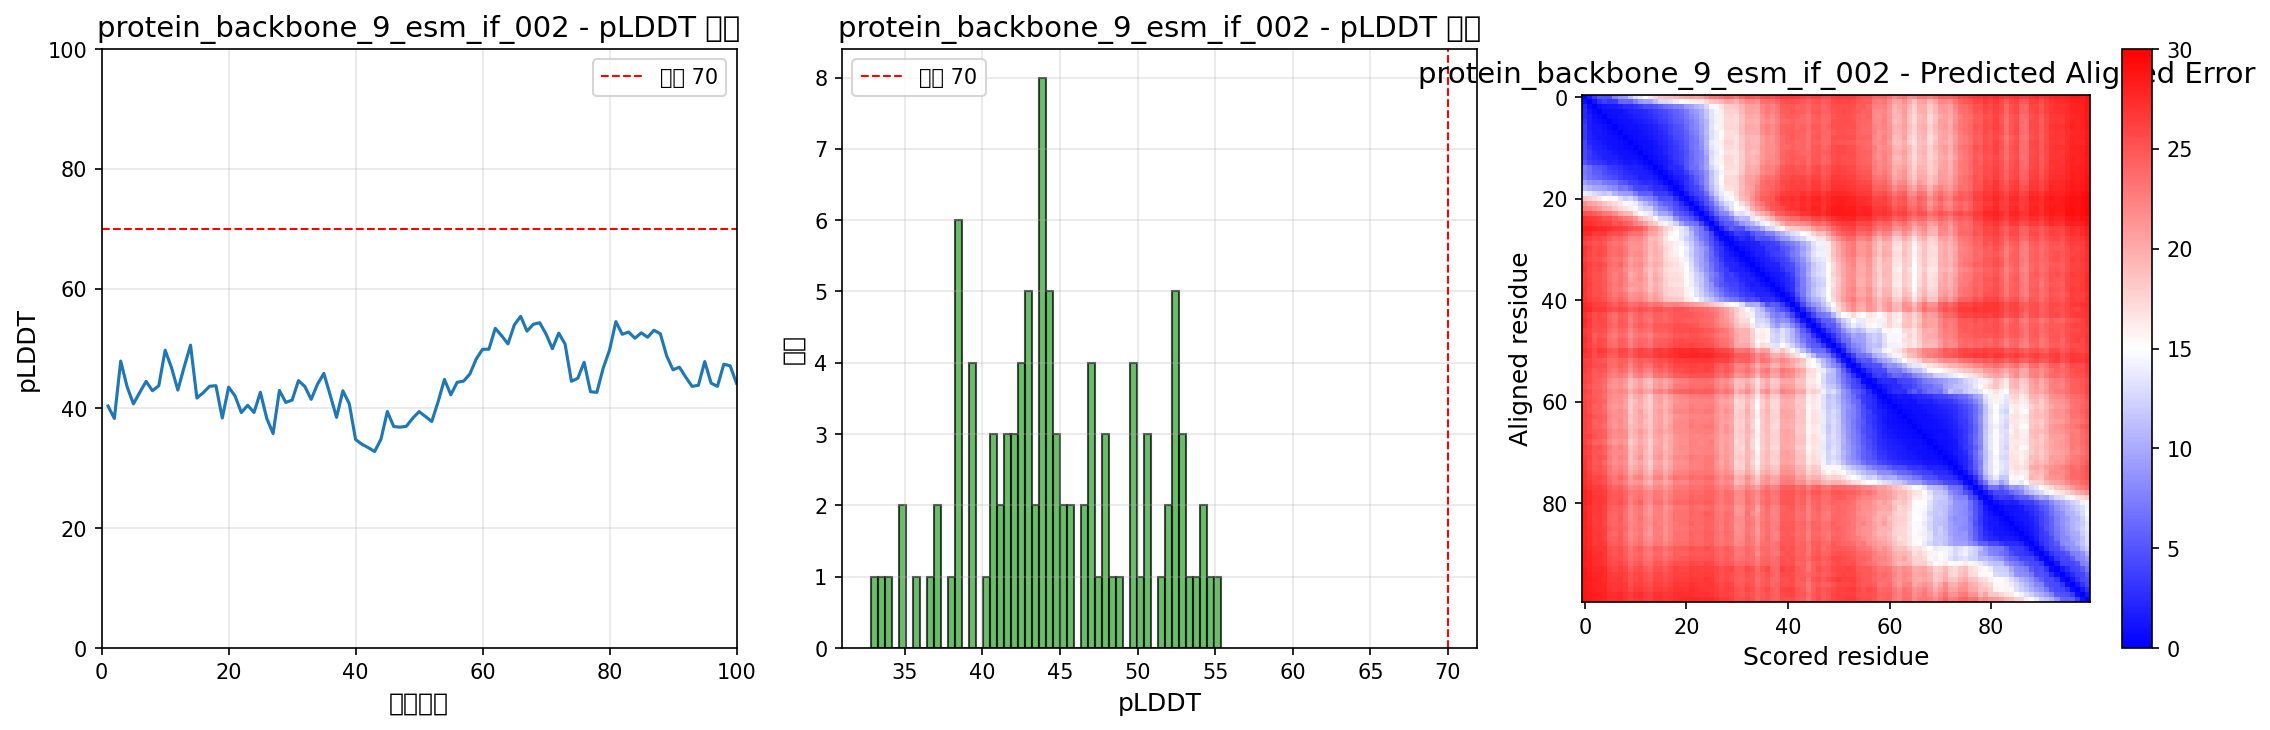 protein_backbone_9_esm_if_002 - pLDDT
100
80
60
40
20
0
pLDDT
70
0 20 40 60 80 100
protein_backbone_9_esm_if_002 - pLDDT
8
7
6
5
4
3
2
1
0
70
35 40 45 50 55 60 65 70
pLDDT
protein_backbone_9_esm_if_002 - Predicted Aligned Error
0
20
40
60
80
Aligned residue
0 20 40 60 80
Scored residue
30
25
20
15
10
5
0